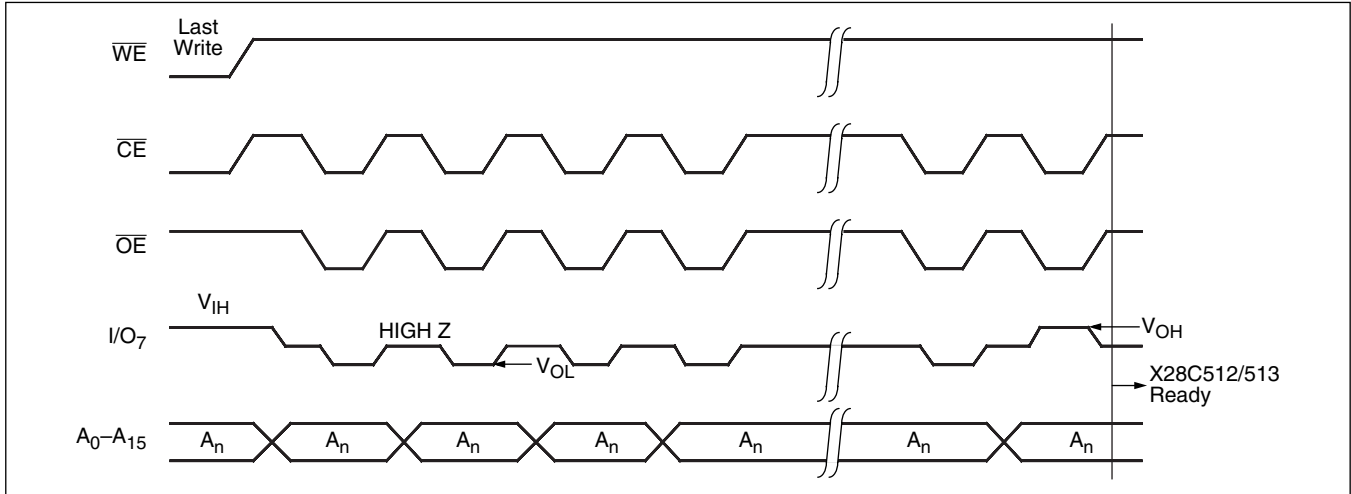 Last
Write
WE
CE
OE
VIH
I/O7
HIGH Z
VOL
VOH
X28C512/513
Ready
A0–A15
An An An An An An An